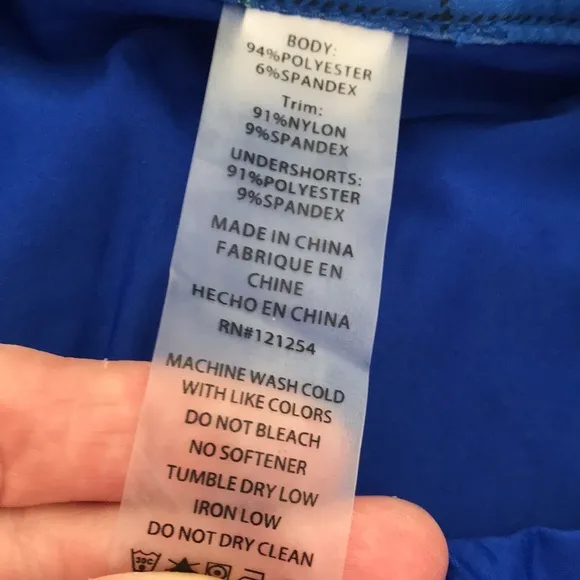 BODY:
94%POLYESTER
6%SPANDEX
Trim:
91%NYLON
9%SPANDEX
UNDERSHORTS:
91%POLYESTER
9%SPANDEX
MADE IN CHINA
FABRIQUE EN
CHINE
HECHO EN CHINA
RN#121254
MACHINE WASH COLD
WITH LIKE COLORS
DO NOT BLEACH
NO SOFTENER
TUMBLE DRY LOW
IRON LOW
DO NOT DRY CLEAN
30C